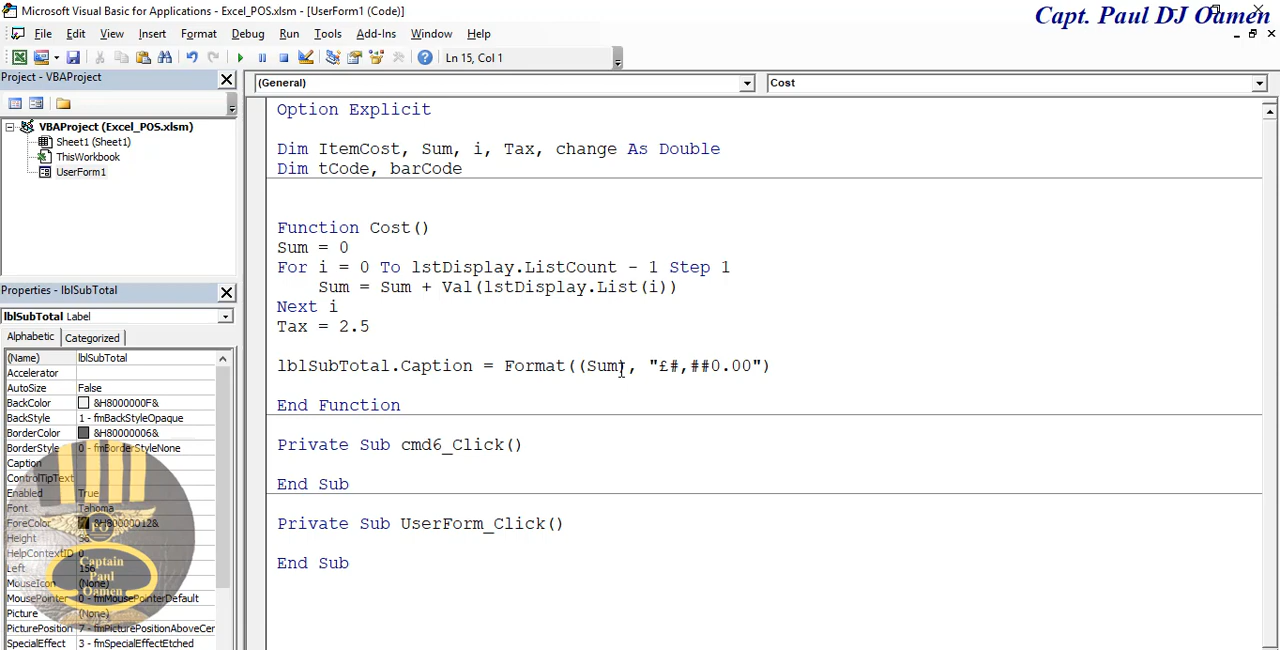 Microsoft Visual Basic for Applications - Excel_POS.xlsm - [UserForm1 (Code)]
Capt. Paul DJ Oamen
File Edit View Insert Format Debug Run Tools Add-Ins Window Help
Ln 15, Col 1
Project - VBAProject
(General)
Cost
VBAProject (Excel_POS.xlsm)
Sheet1 (Sheet1)
ThisWorkbook
UserForm1
Option Explicit
Dim ItemCost, Sum, i, Tax, change As Double
Dim tCode, barCode
Function Cost()
Sum = 0
For i = 0 To lstDisplay.ListCount - 1 Step 1
Sum = Sum + Val(lstDisplay.List(i))
Next i
Tax = 2.5
lblSubTotal.Caption = Format((Sum), "£#,##0.00")
End Function
Private Sub cmd6_Click()
End Sub
Private Sub UserForm_Click()
End Sub
Properties - lblSubTotal
lblSubTotal Label
Alphabetic Categorized
(Name) lblSubTotal
Accelerator
AutoSize False
BackColor &H8000000F&
BackStyle 1 - fmBackStyleOpaque
BorderColor &H80000006&
BorderStyle 0 - fmBorderStyleNone
Caption
ControlTipText
Enabled True
Font Tahoma
ForeColor &H80000012&
Height
HelpContextID 0
Left 156
MouseIcon (None)
MousePointer 0 - fmMousePointerDefault
Picture (None)
PicturePosition 7 - fmPicturePositionAboveCer
SpecialEffect 3 - fmSpecialEffectEtched
Captain
Paul
Oamen